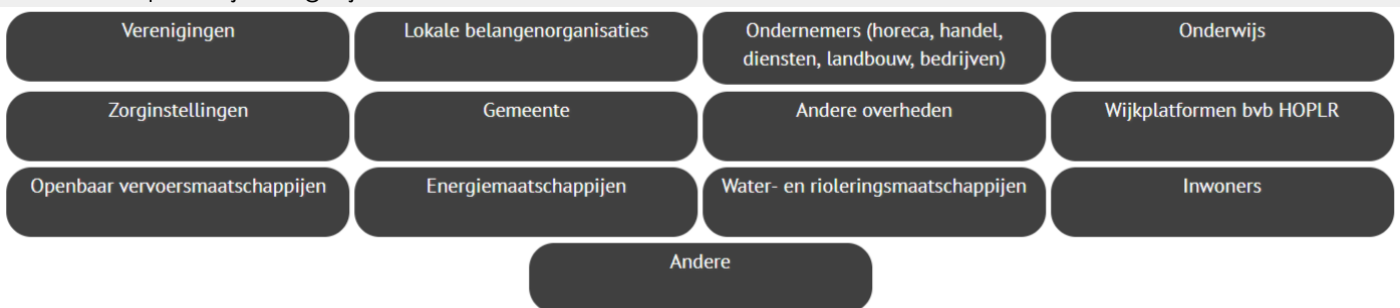 Verenigingen
Lokale belangenorganisaties
Ondernemers (horeca, handel,
diensten, landbouw, bedrijven)
Onderwijs
Zorginstellingen
Gemeente
Andere overheden
Wijkplatformen bvb HOPLR
Openbaar vervoersmaatschappijen
Energiemaatschappijen
Water- en rioleringsmaatschappijen
Inwoners
Andere